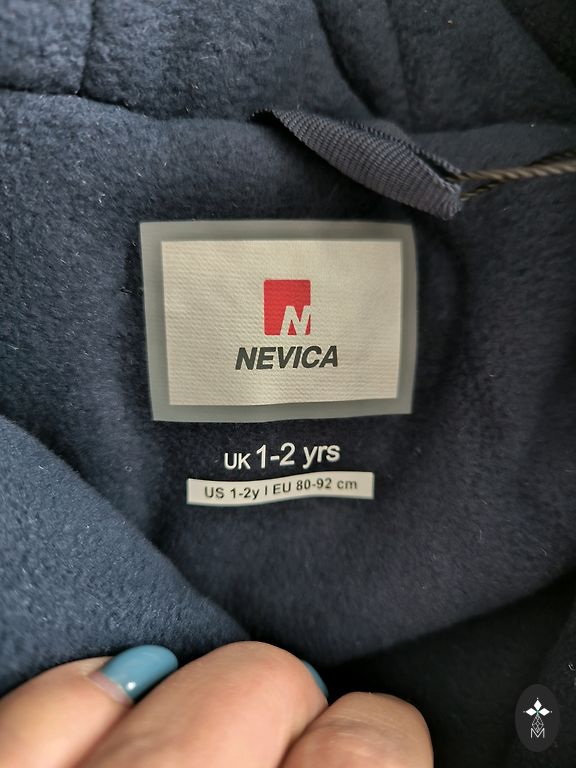 N
NEVICA
UK 1-2 yrs
US 1-2y | EU 80-92 cm
M